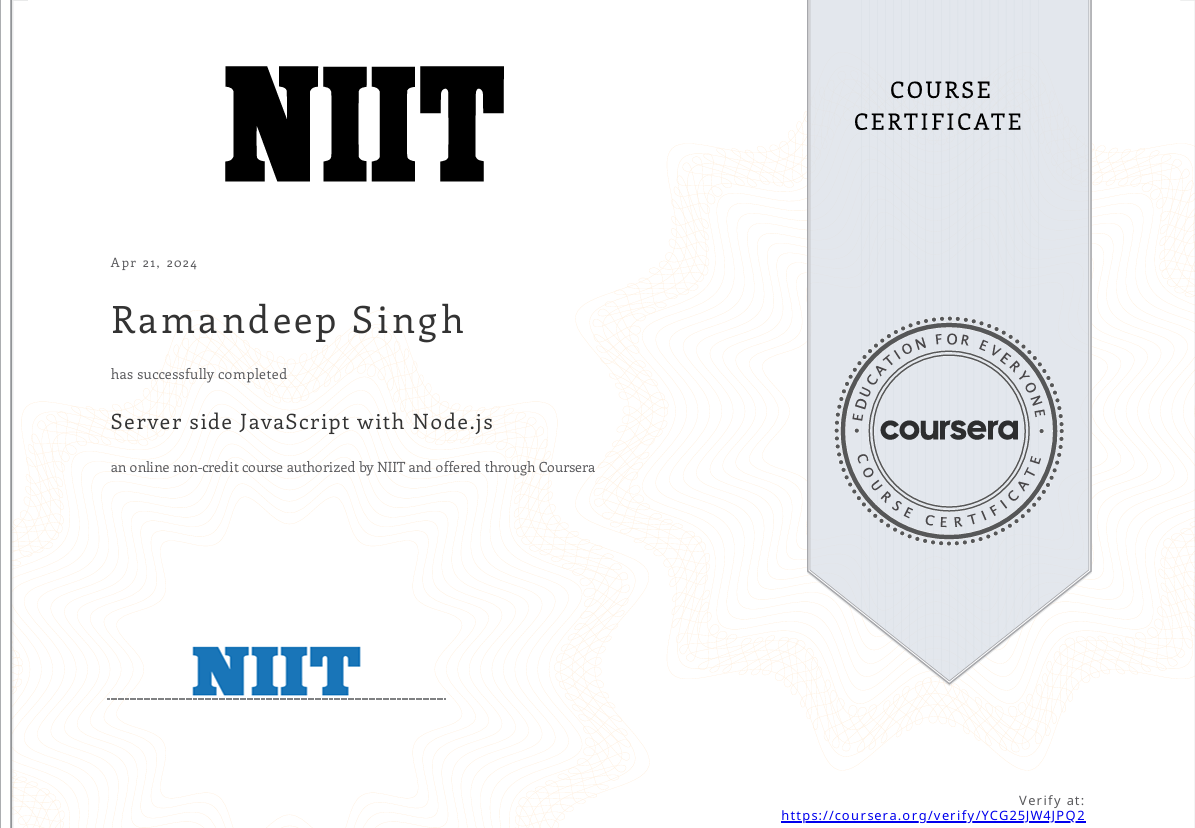 NIIT
COURSE
CERTIFICATE
Apr 21, 2024
Ramandeep Singh
has successfully completed
Server side JavaScript with Node.js
an online non-credit course authorized by NIIT and offered through Coursera
EDUCATION FOR EVERYONE
coursera
COURSE CERTIFICATE
NIIT
Verify at:
https://coursera.org/verify/YCG25JW4JPQ2